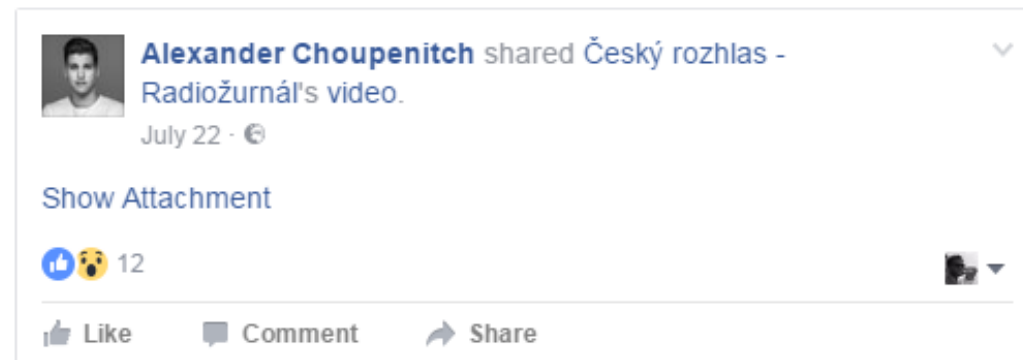 Alexander Choupenitch shared Český rozhlas -
Radiožurnál's video.
July 22 ·
Show Attachment
12
Like Comment Share